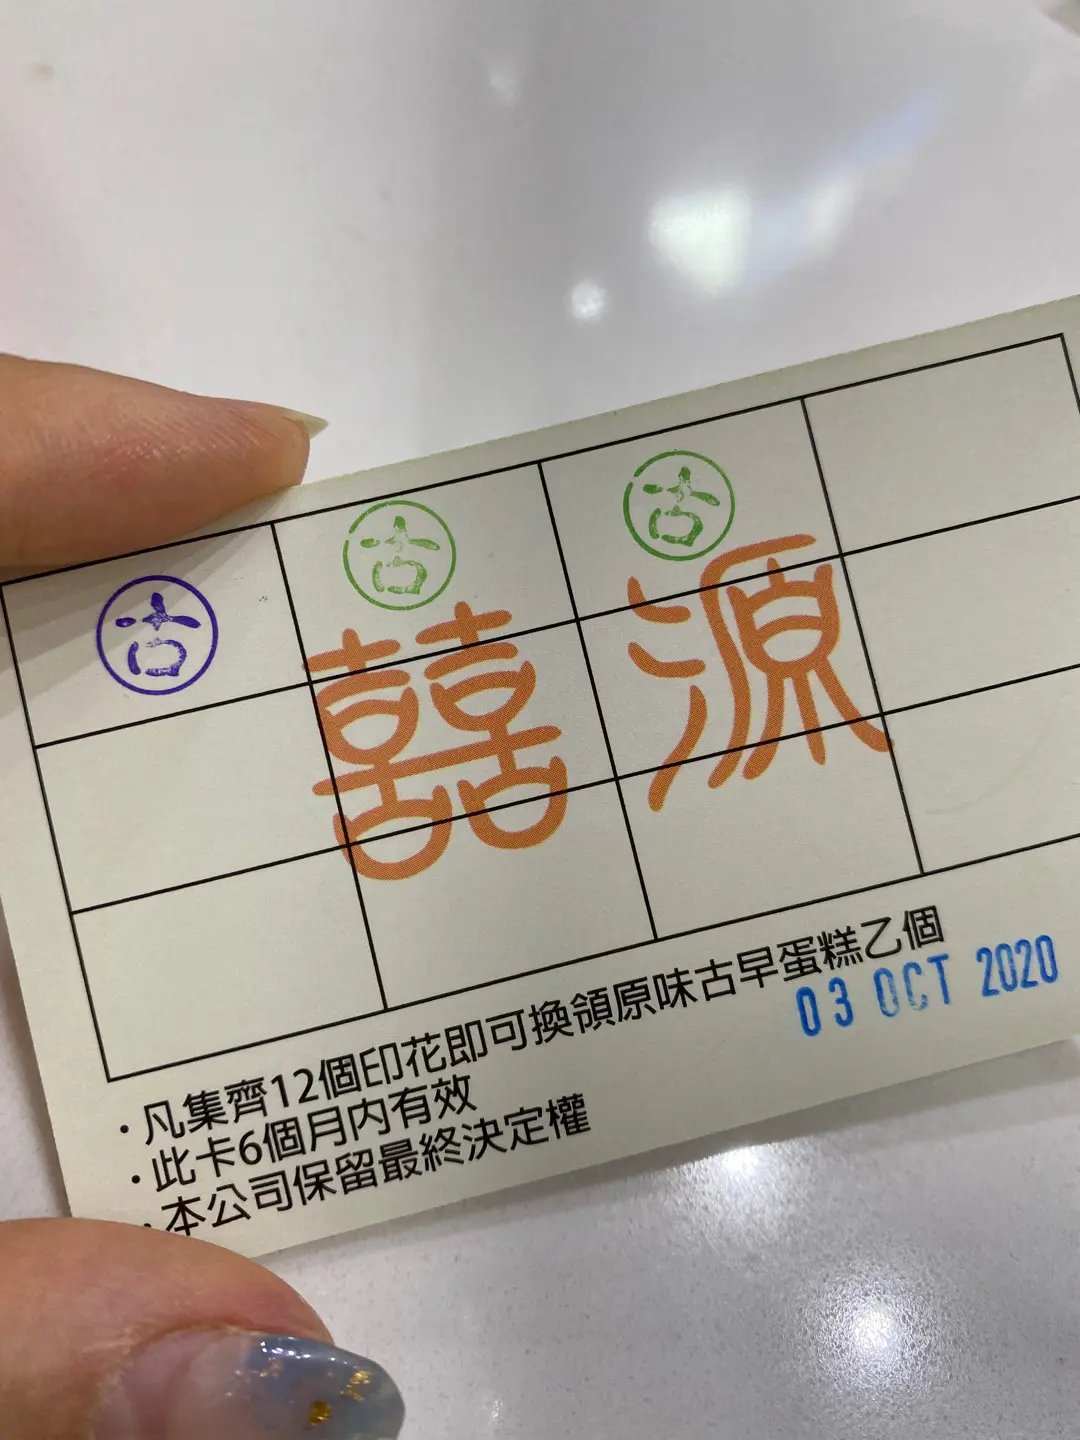 古 古 古
囍源
·凡集齊12個印花即可換領原味古早蛋糕乙個
·此卡6個月內有效
·本公司保留最終決定權
03 OCT 2020